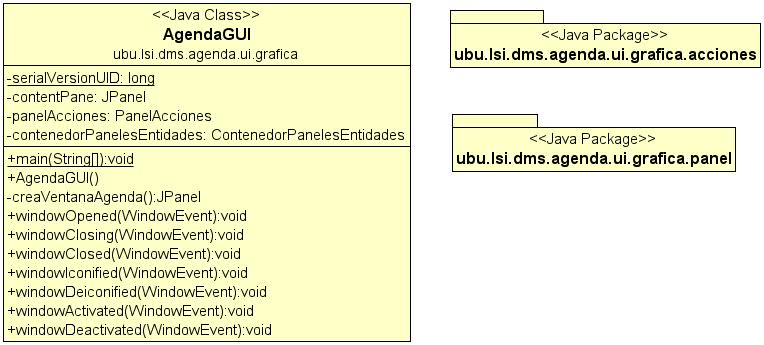 <<Java Class>>
AgendaGUI
ubu.lsi.dms.agenda.ui.grafica
-serialVersionUID: long
-contentPane: JPanel
-panelAcciones: PanelAcciones
-contenedorPanelesEntidades: ContenedorPanelesEntidades
+main(String[]):void
+AgendaGUI()
-creaVentanaAgenda():JPanel
+windowOpened(WindowEvent):void
+windowClosing(WindowEvent):void
+windowClosed(WindowEvent):void
+windowIconified(WindowEvent):void
+windowDeiconified(WindowEvent):void
+windowActivated(WindowEvent):void
+windowDeactivated(WindowEvent):void
<<Java Package>>
ubu.lsi.dms.agenda.ui.grafica.acciones
<<Java Package>>
ubu.lsi.dms.agenda.ui.grafica.panel